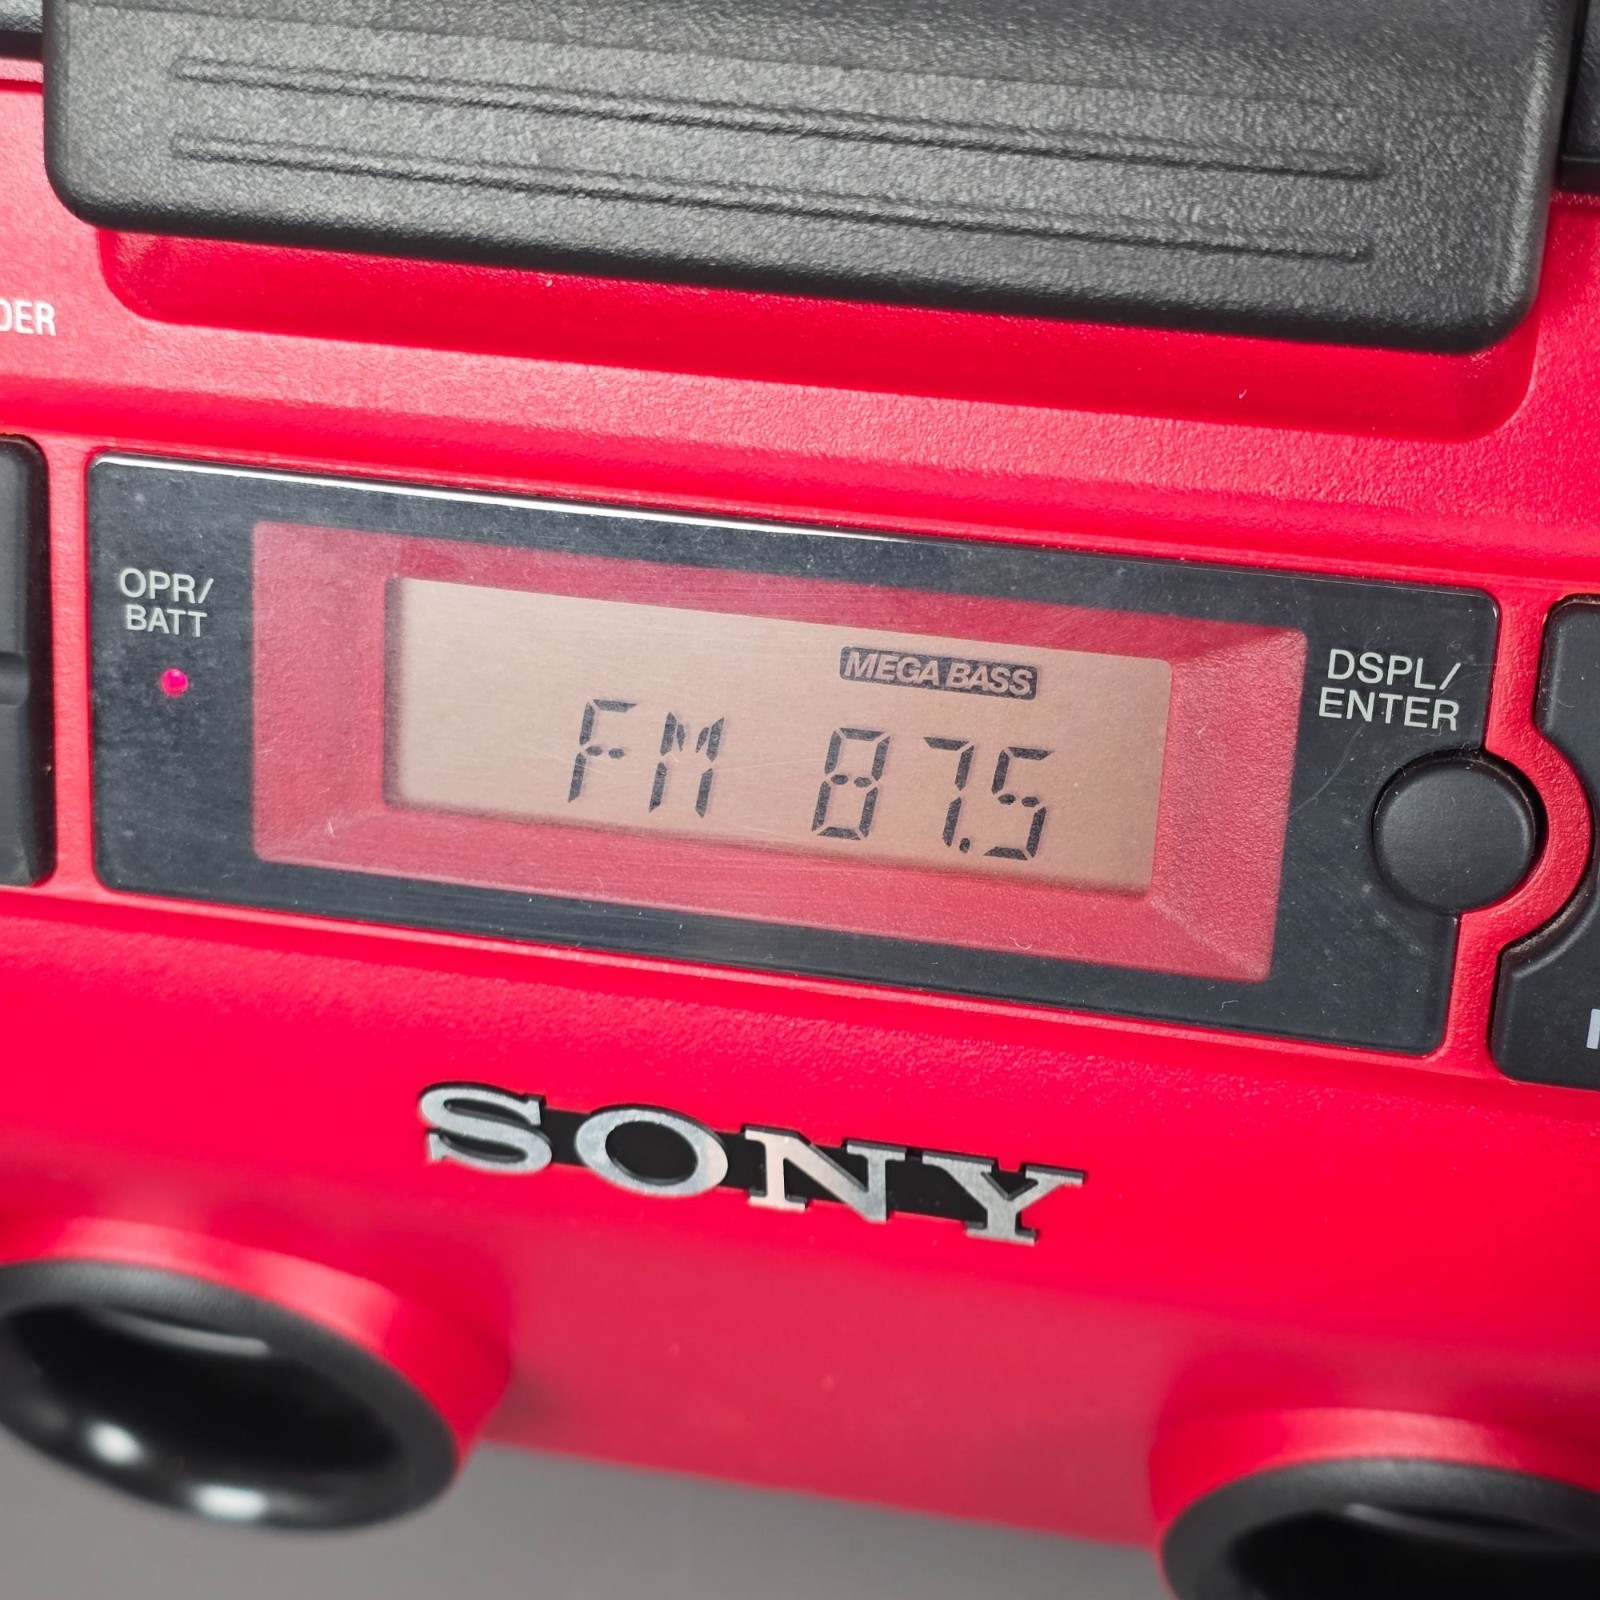 DER
OPR/
BATT
MEGA BASS
FM 87.5
DSPL/
ENTER
SONY